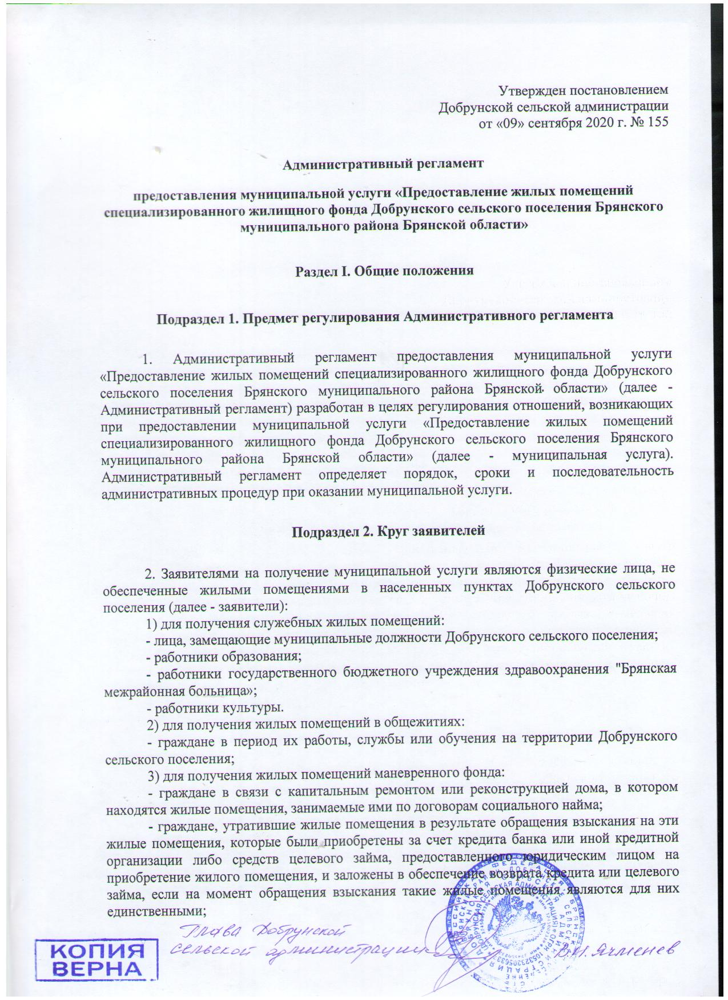 Утвержден постановлением
Добрунской сельской администрации
от «09» сентября 2020 г. № 155
Административный регламент
предоставления муниципальной услуги «Предоставление жилых помещений
специализированного жилищного фонда Добрунского сельского поселения Брянского
муниципального района Брянской области»
Раздел I. Общие положения
Подраздел 1. Предмет регулирования Административного регламента
1. Административный регламент предоставления муниципальной услуги
«Предоставление жилых помещений специализированного жилищного фонда Добрунского
сельского поселения Брянского муниципального района Брянской области» (далее -
Административный регламент) разработан в целях регулирования отношений, возникающих
при предоставлении муниципальной услуги «Предоставление жилых помещений
специализированного жилищного фонда Добрунского сельского поселения Брянского
муниципального района Брянской области» (далее - муниципальная услуга).
Административный регламент определяет порядок, сроки и последовательность
административных процедур при оказании муниципальной услуги.
Подраздел 2. Круг заявителей
2. Заявителями на получение муниципальной услуги являются физические лица, не
обеспеченные жилыми помещениями в населенных пунктах Добрунского сельского
поселения (далее - заявители):
1) для получения служебных жилых помещений:
- лица, замещающие муниципальные должности Добрунского сельского поселения;
- работники образования;
- работники государственного бюджетного учреждения здравоохранения "Брянская
межрайонная больница»;
- работники культуры.
2) для получения жилых помещений в общежитиях:
- граждане в период их работы, службы или обучения на территории Добрунского
сельского поселения;
3) для получения жилых помещений маневренного фонда:
- граждане в связи с капитальным ремонтом или реконструкцией дома, в котором
находятся жилые помещения, занимаемые ими по договорам социального найма;
- граждане, утратившие жилые помещения в результате обращения взыскания на эти
жилые помещения, которые были приобретены за счет кредита банка или иной кредитной
организации либо средств целевого займа, предоставленного юридическим лицом на
приобретение жилого помещения, и заложены в обеспечение возврата кредита или целевого
займа, если на момент обращения взыскания такие жилые помещения являются для них
единственными;
Глава Добрунской
сельской администрации
В.И. Ячменев
КОПИЯ
ВЕРНА